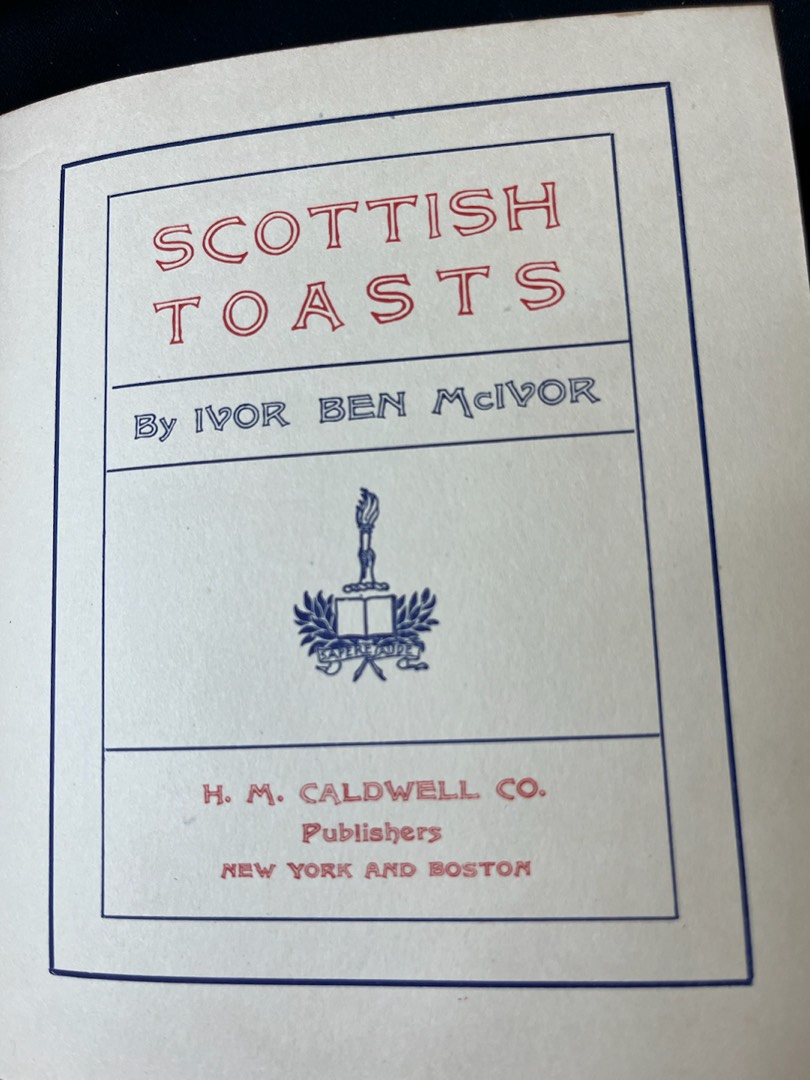 SCOTTISH
TOASTS
By IVOR BEN McIVOR
SAPERE AUDE
H. M. CALDWELL CO.
Publishers
NEW YORK AND BOSTON